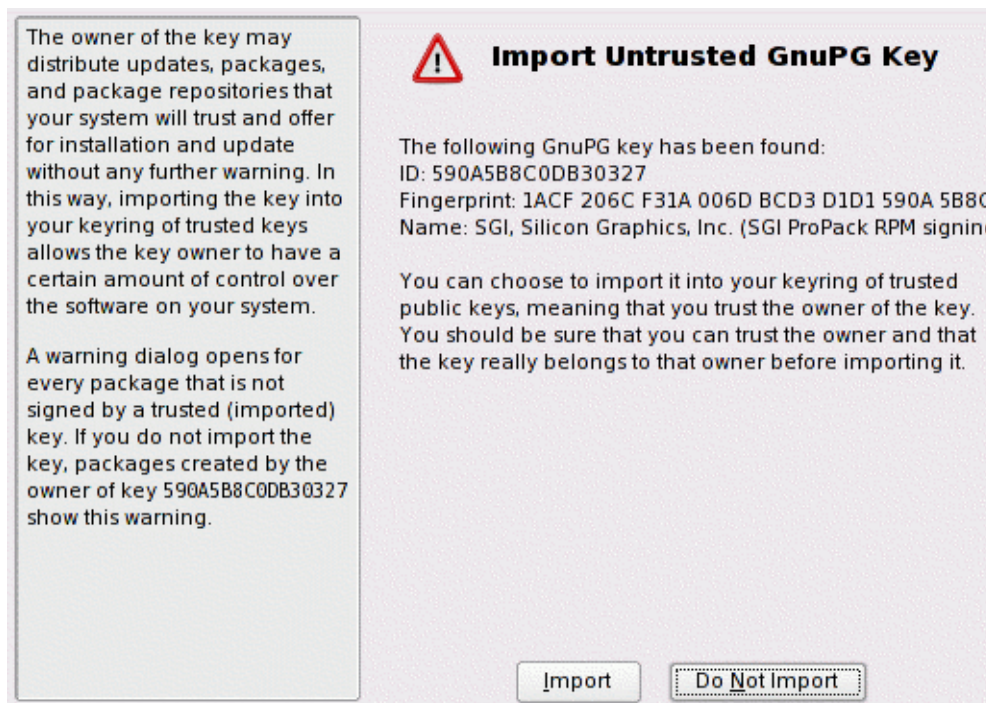 The owner of the key may
distribute updates, packages,
and package repositories that
your system will trust and offer
for installation and update
without any further warning. In
this way, importing the key into
your keyring of trusted keys
allows the key owner to have a
certain amount of control over
the software on your system.
A warning dialog opens for
every package that is not
signed by a trusted (imported)
key. If you do not import the
key, packages created by the
owner of key 590A5B8C0DB30327
show this warning.
Import Untrusted GnuPG Key
The following GnuPG key has been found:
ID: 590A5B8C0DB30327
Fingerprint: 1ACF 206C F31A 006D BCD3 D1D1 590A 5B8C
Name: SGI, Silicon Graphics, Inc. (SGI ProPack RPM signin
You can choose to import it into your keyring of trusted
public keys, meaning that you trust the owner of the key.
You should be sure that you can trust the owner and that
the key really belongs to that owner before importing it.
Import
Do Not Import